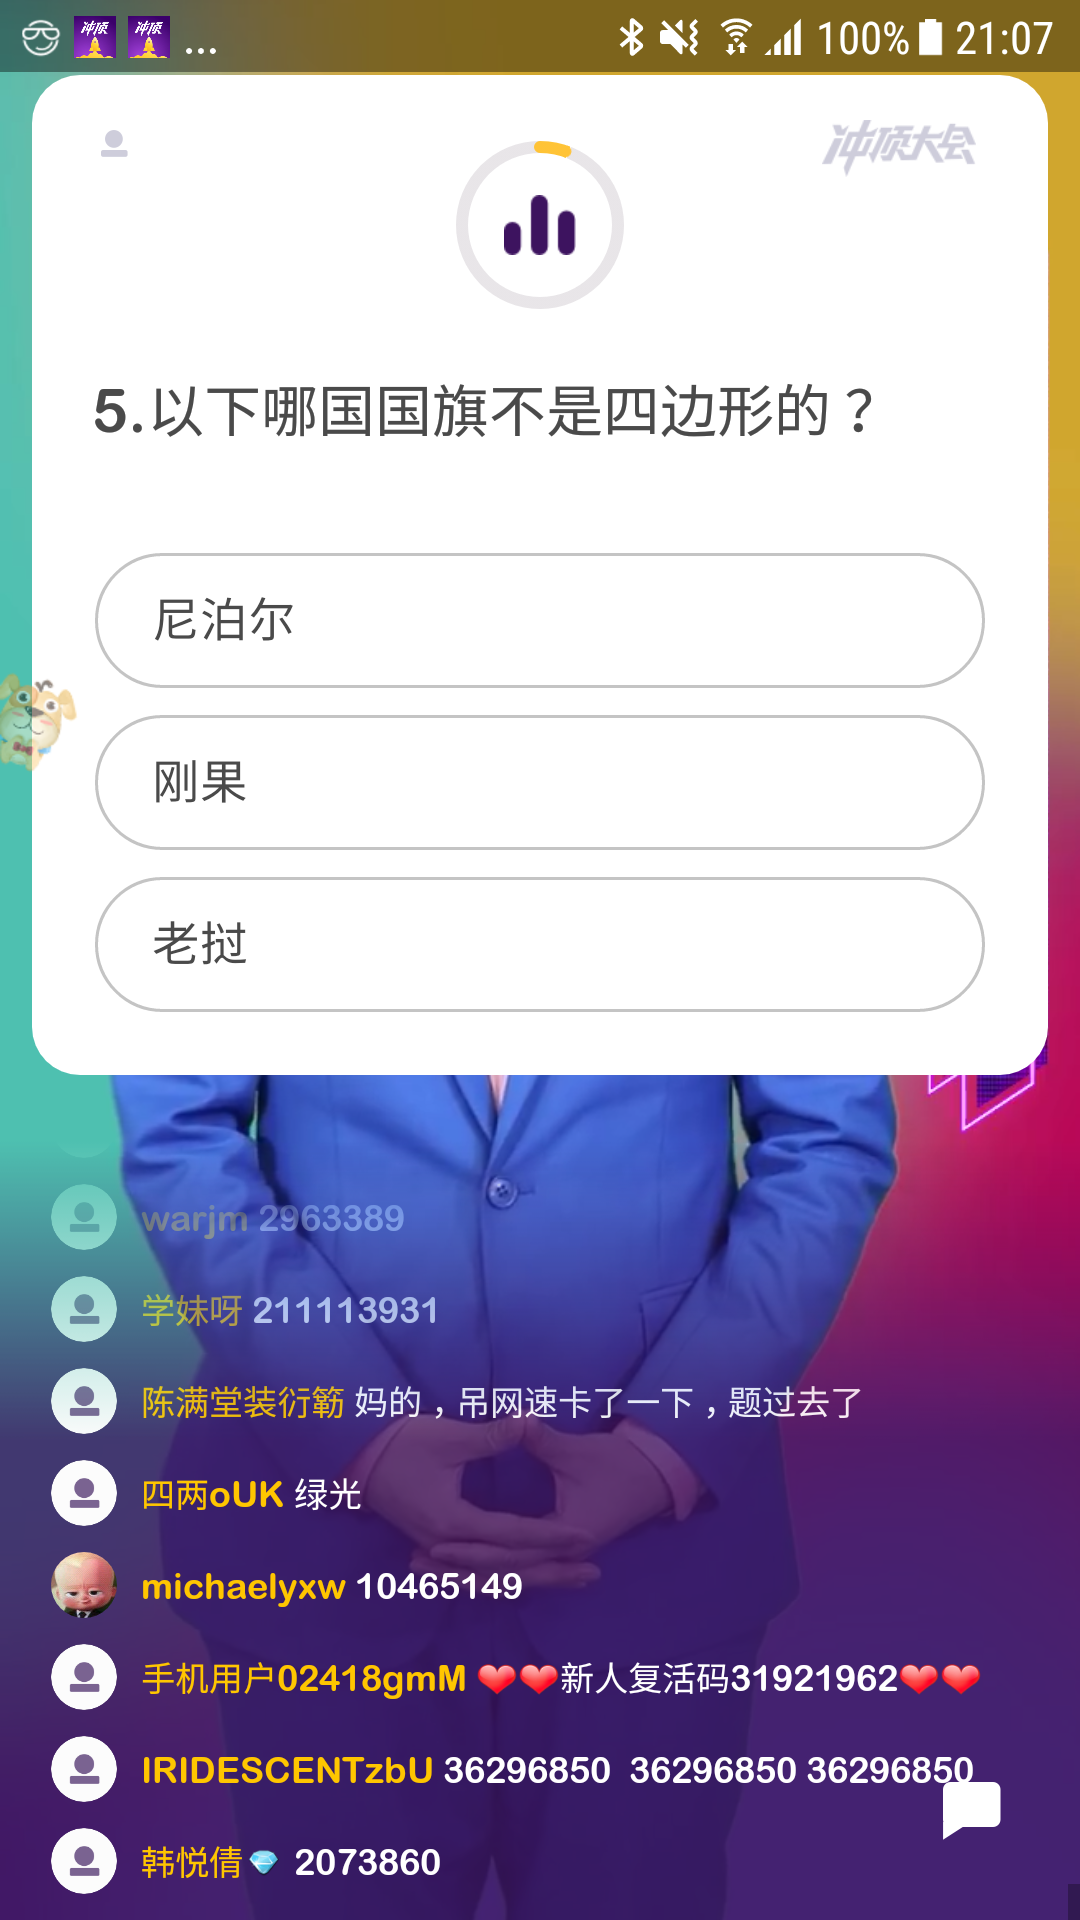 冲顶 冲顶 ... 100% 21:07
冲顶大会
5.以下哪国国旗不是四边形的？
尼泊尔
刚果
老挝
warjm 2963389
学妹呀 211113931
陈满堂装衍簕 妈的，吊网速卡了一下，题过去了
四两oUK 绿光
michaelyxw 10465149
手机用户02418gmM ❤❤新人复活码31921962❤❤
IRIDESCENTzbU 36296850 36296850 36296850
韩悦倩💎 2073860